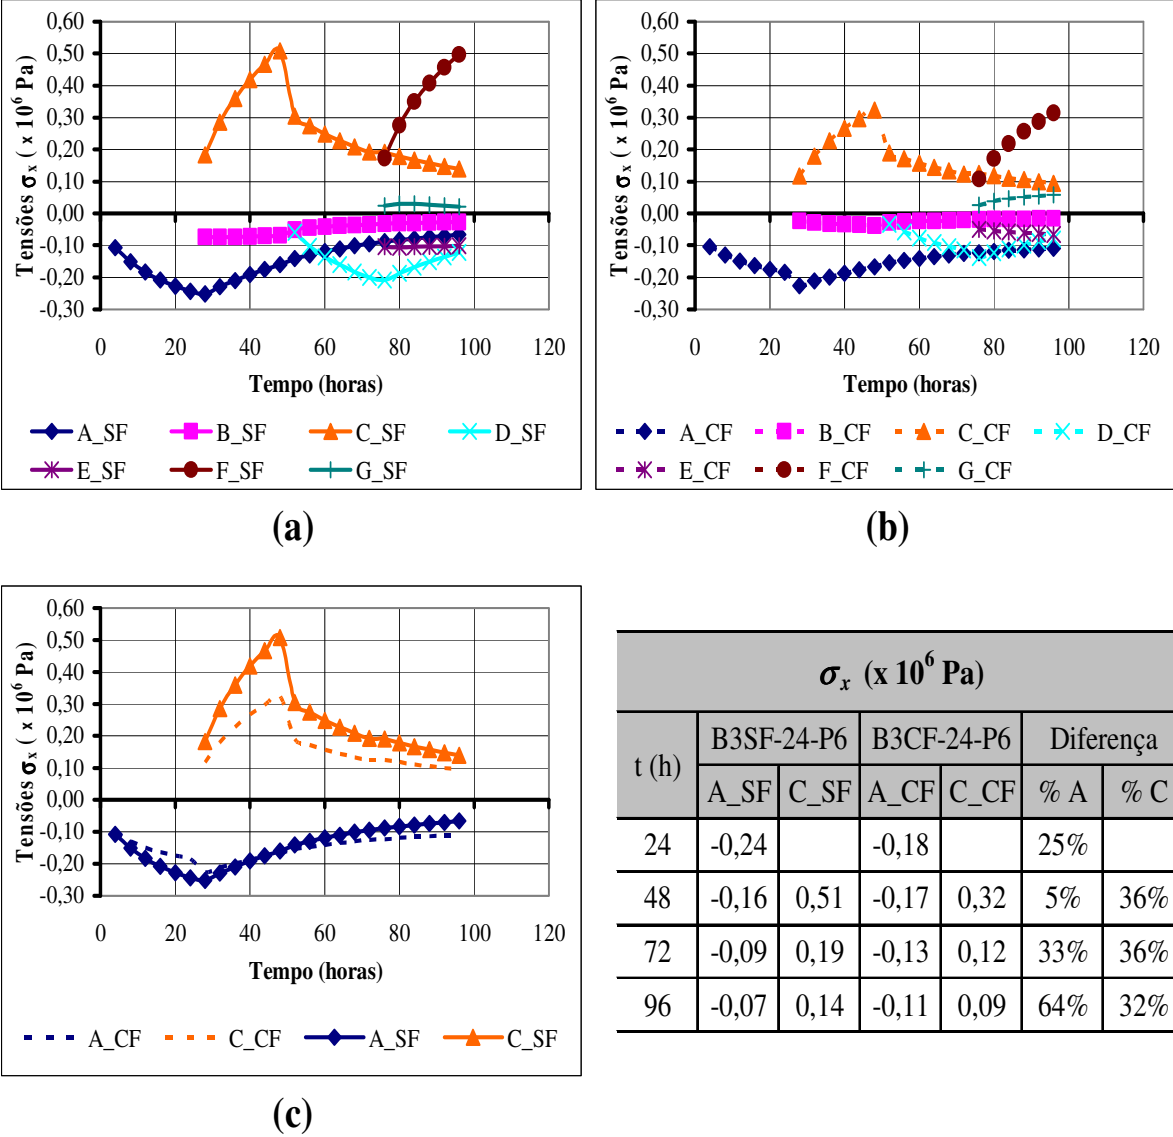 Tensões σx ( x 10^6 Pa)
0,60
0,50
0,40
0,30
0,20
0,10
0,00
-0,10
-0,20
-0,30
0 20 40 60 80 100 120
Tempo (horas)
A_SF B_SF C_SF D_SF
E_SF F_SF G_SF
(a)
Tensões σx ( x 10^6 Pa)
0,60
0,50
0,40
0,30
0,20
0,10
0,00
-0,10
-0,20
-0,30
0 20 40 60 80 100 120
Tempo (horas)
A_CF B_CF C_CF D_CF
E_CF F_CF G_CF
(b)
Tensões σx ( x 10^6 Pa)
0,60
0,50
0,40
0,30
0,20
0,10
0,00
-0,10
-0,20
-0,30
0 20 40 60 80 100 120
Tempo (horas)
A_CF C_CF A_SF C_SF
(c)
σx (x 10^6 Pa)
t (h) B3SF-24-P6 B3CF-24-P6 Diferença
A_SF C_SF A_CF C_CF % A % C
24 -0,24 -0,18 25%
48 -0,16 0,51 -0,17 0,32 5% 36%
72 -0,09 0,19 -0,13 0,12 33% 36%
96 -0,07 0,14 -0,11 0,09 64% 32%